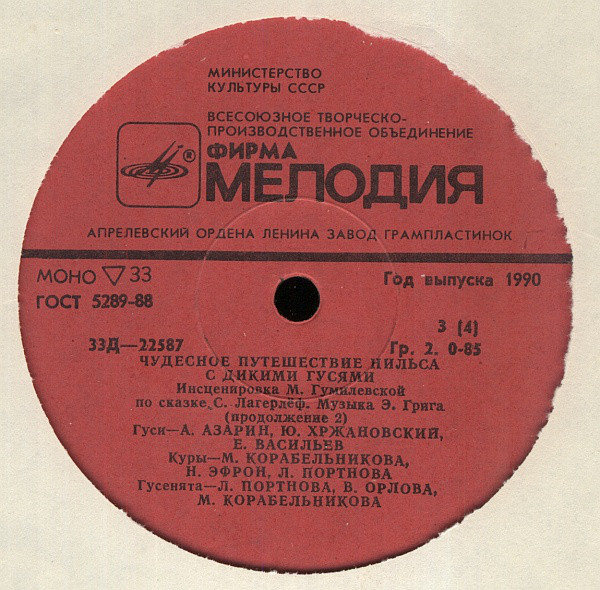 МИНИСТЕРСТВО
КУЛЬТУРЫ СССР
ВСЕСОЮЗНОЕ ТВОРЧЕСКО-
ПРОИЗВОДСТВЕННОЕ ОБЪЕДИНЕНИЕ
®
ФИРМА
МЕЛОДИЯ
АПРЕЛЕВСКИЙ ОРДЕНА ЛЕНИНА ЗАВОД ГРАМПЛАСТИНОК
МОНО ▽ 33
Год выпуска 1990
ГОСТ 5289-88
3 (4)
33Д—22587
Гр. 2. 0-85
ЧУДЕСНОЕ ПУТЕШЕСТВИЕ НИЛЬСА
С ДИКИМИ ГУСЯМИ
Инсценировка М. Гумилевской
по сказке С. Лагерлёф. Музыка Э. Грига
(продолжение 2)
Гуси—А. АЗАРИН, Ю. ХРЖАНОВСКИЙ,
Е. ВАСИЛЬЕВ
Куры—М. КОРАБЕЛЬНИКОВА,
Н. ЭФРОН, Л. ПОРТНОВА
Гусенята—Л. ПОРТНОВА, В. ОРЛОВА,
М. КОРАБЕЛЬНИКОВА